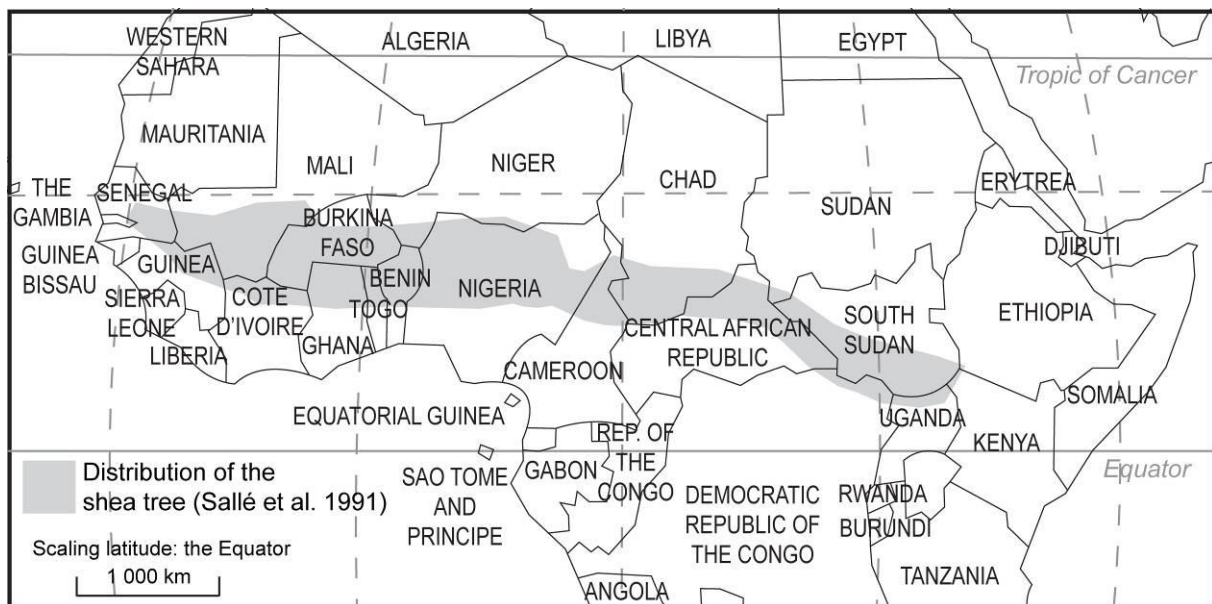 WESTERN
SAHARA
ALGERIA
LIBYA
EGYPT
Tropic of Cancer
MAURITANIA
MALI
NIGER
CHAD
SUDAN
ERYTREA
THE
GAMBIA
SENEGAL
BURKINA
FASO
DJIBUTI
GUINEA
BISSAU
GUINEA
BENIN
NIGERIA
SIERRA
LEONE
COTE
D'IVOIRE
TOGO
GHANA
LIBERIA
CENTRAL AFRICAN
REPUBLIC
SOUTH
SUDAN
ETHIOPIA
CAMEROON
SOMALIA
EQUATORIAL GUINEA
UGANDA
KENYA
REP. OF
THE
CONGO
GABON
SAO TOME
AND
PRINCIPE
DEMOCRATIC
REPUBLIC OF
THE CONGO
RWANDA
BURUNDI
Equator
TANZANIA
ANGOLA
Distribution of the
shea tree (Sallé et al. 1991)
Scaling latitude: the Equator
1 000 km